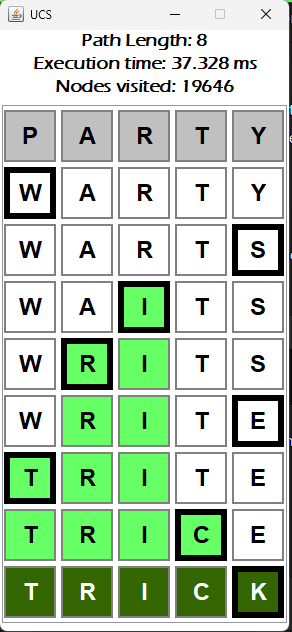 UCS
Path Length: 8
Execution time: 37.328 ms
Nodes visited: 19646
P A R T Y
W A R T Y
W A R T S
W A I T S
W R I T S
W R I T E
T R I T E
T R I C E
T R I C K